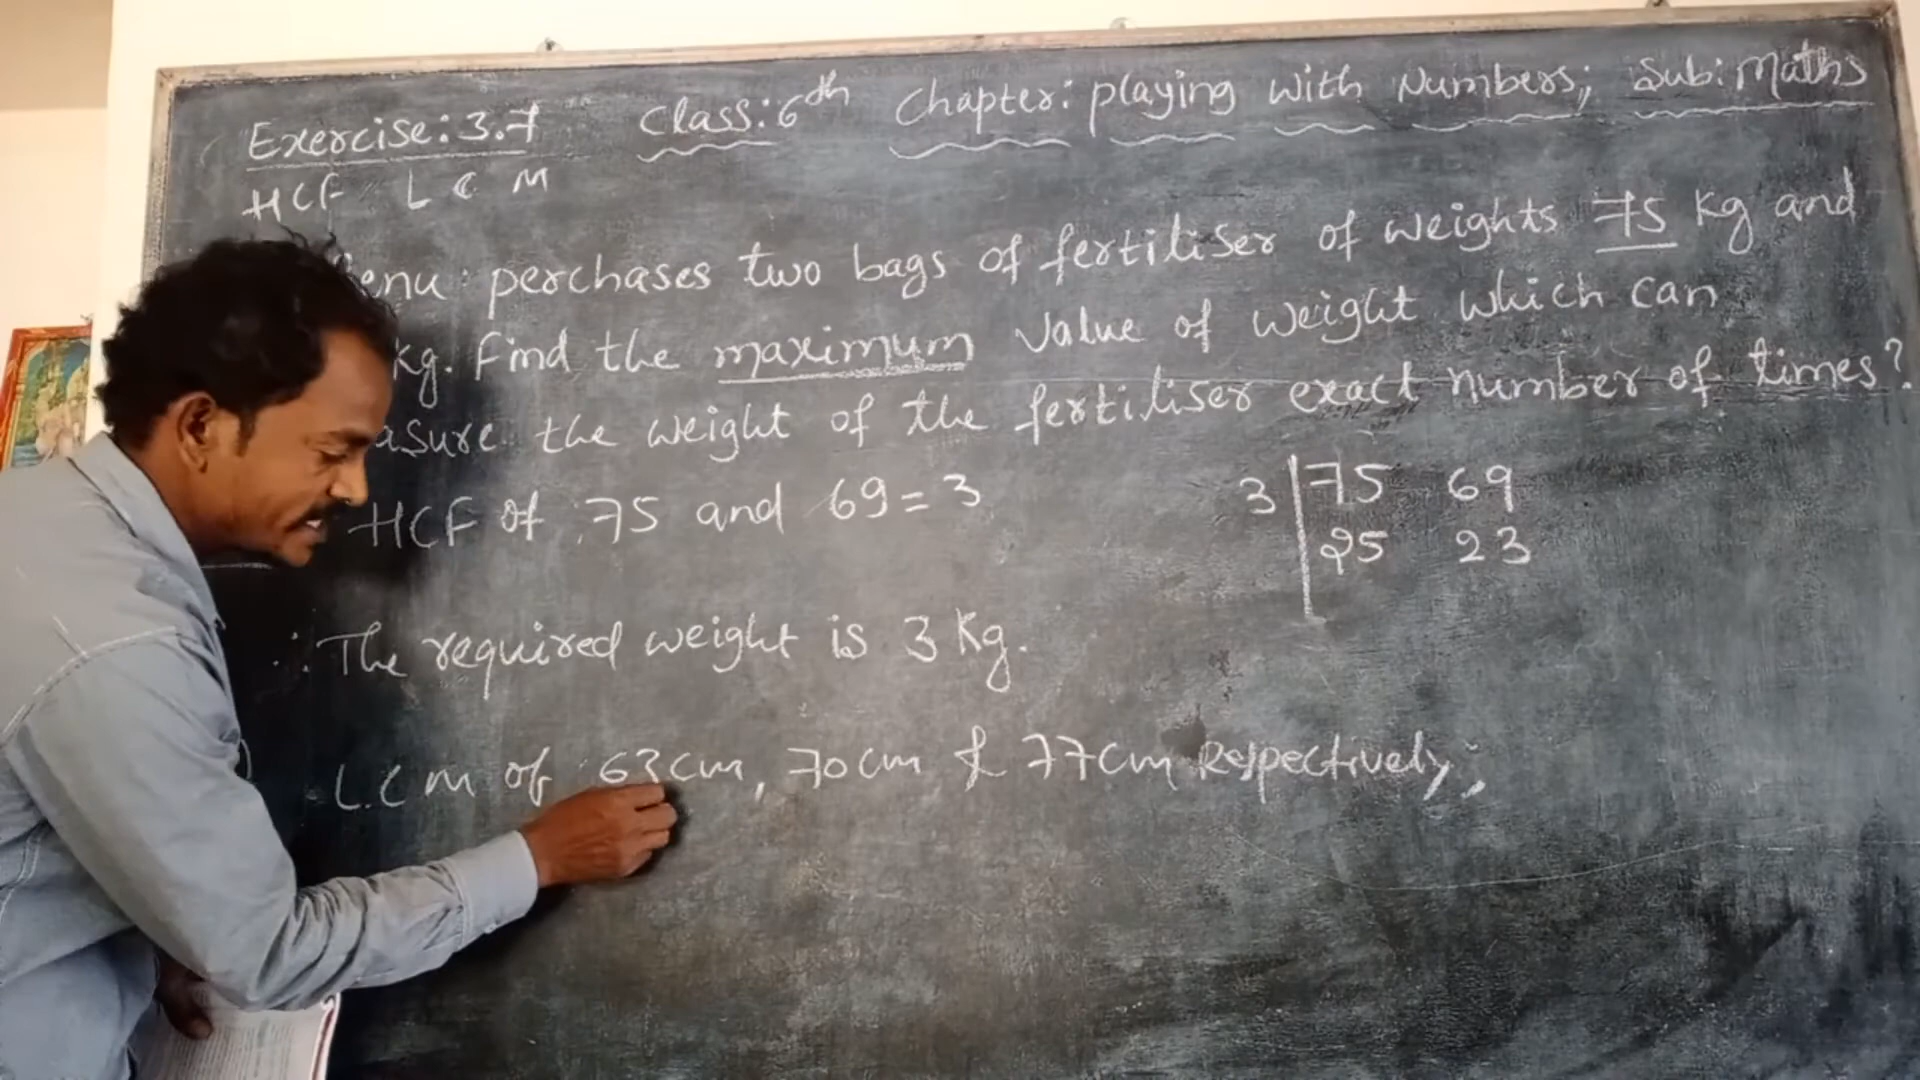 Exercise: 3.7 Class: 6th Chapter: playing with Numbers; Sub: Maths
HCF LCM
perchases two bags of fertiliser of weights 75 kg and
kg. Find the maximum value of weight which can
the weight of the fertiliser exact number of times?
HCF of 75 and 69 = 3
3 | 75 69
25 23
∴ The required weight is 3 kg.
L.C M of 63cm, 70cm & 77cm Respectively;